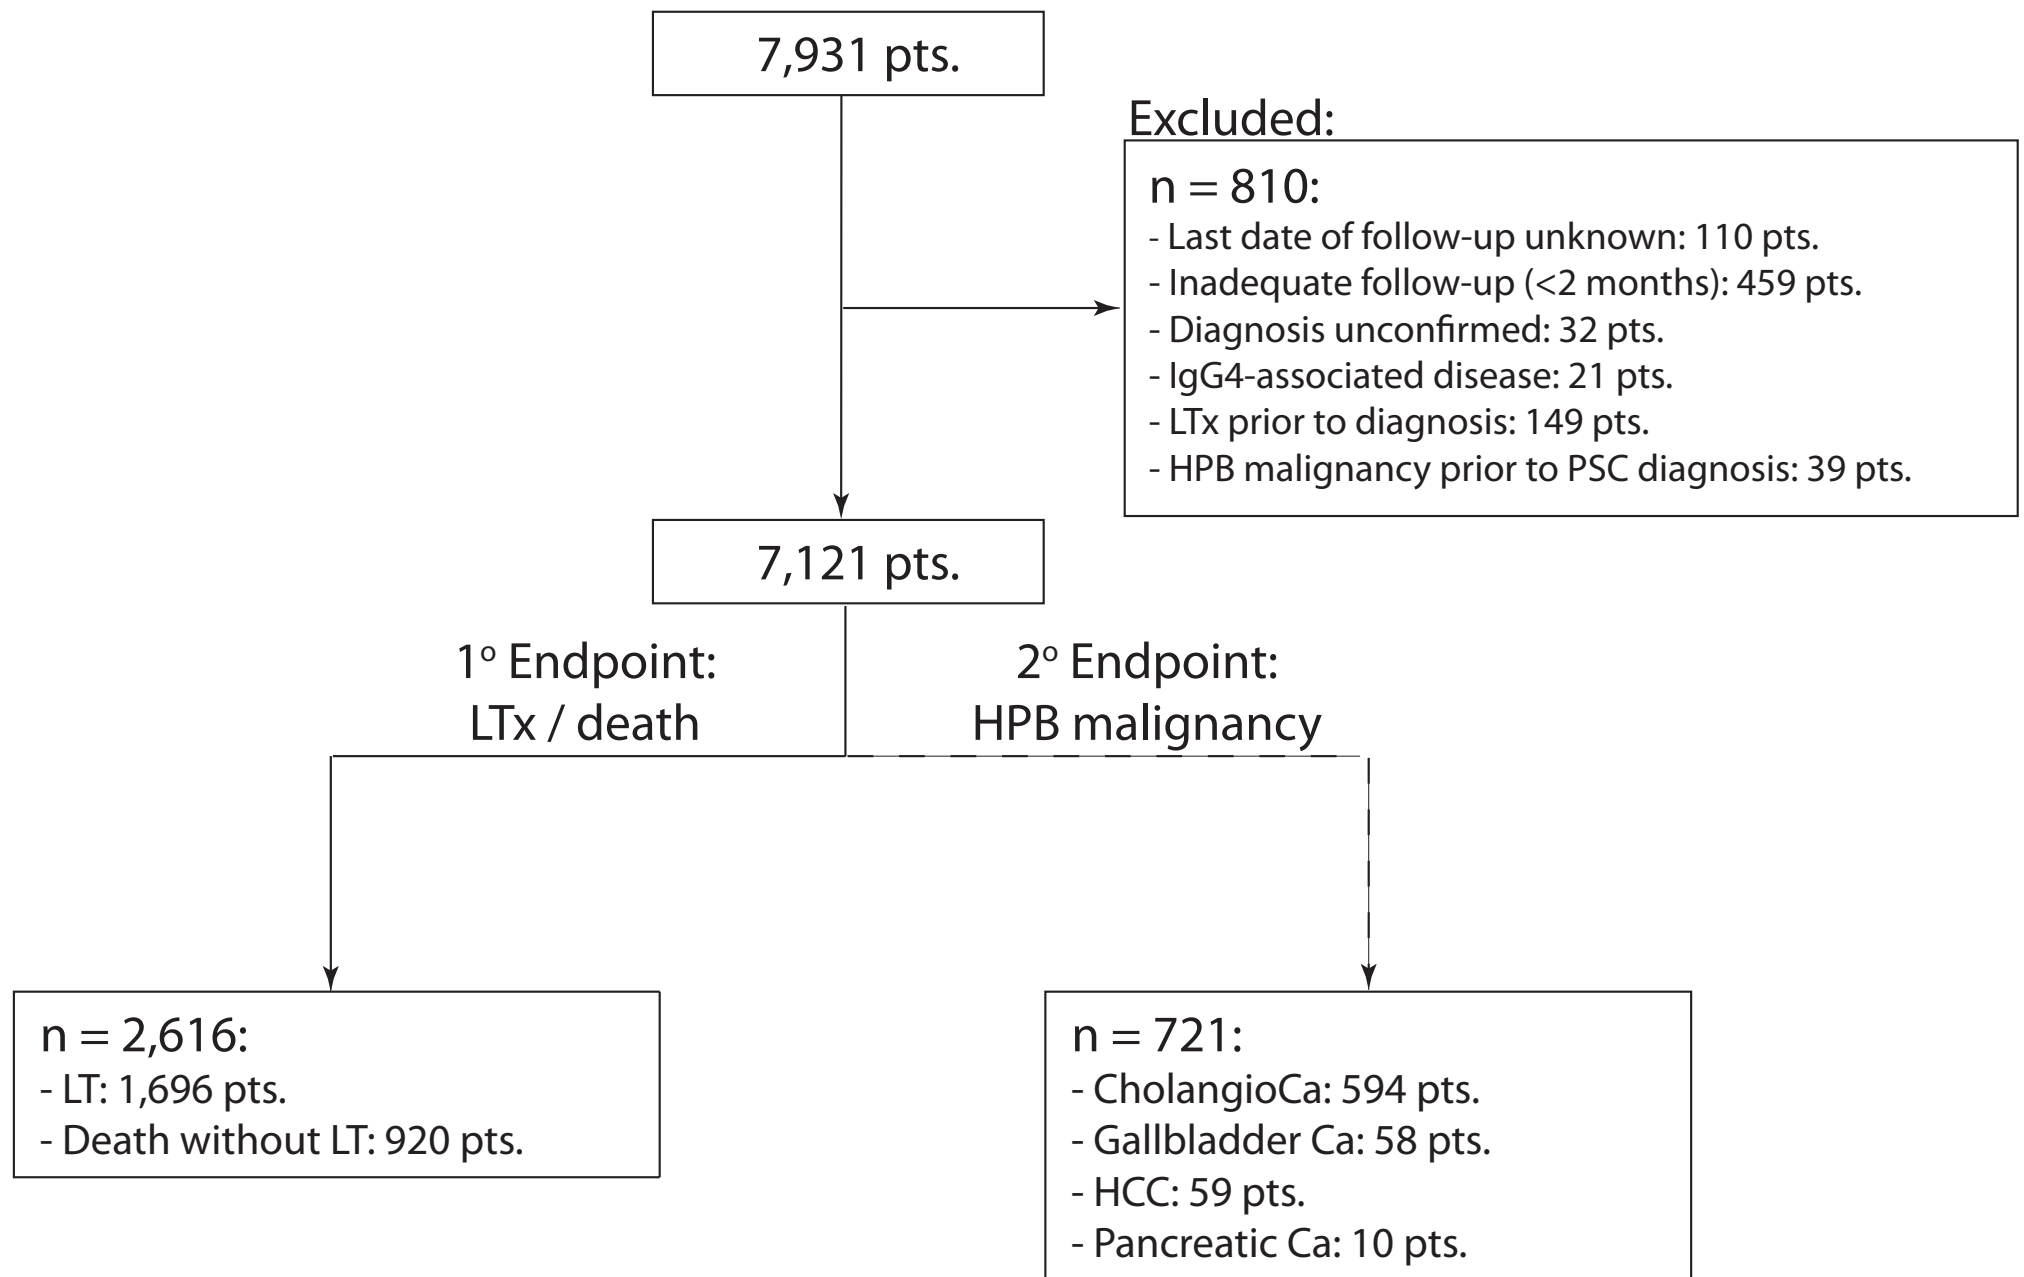 7,931 pts.
Excluded:
n = 810:
- Last date of follow-up unknown: 110 pts.
- Inadequate follow-up (<2 months): 459 pts.
- Diagnosis unconfirmed: 32 pts.
- IgG4-associated disease: 21 pts.
- LTx prior to diagnosis: 149 pts.
- HPB malignancy prior to PSC diagnosis: 39 pts.
7,121 pts.
1º Endpoint:
LTx / death
2º Endpoint:
HPB malignancy
n = 2,616:
- LT: 1,696 pts.
- Death without LT: 920 pts.
n = 721:
- CholangioCa: 594 pts.
- Gallbladder Ca: 58 pts.
- HCC: 59 pts.
- Pancreatic Ca: 10 pts.